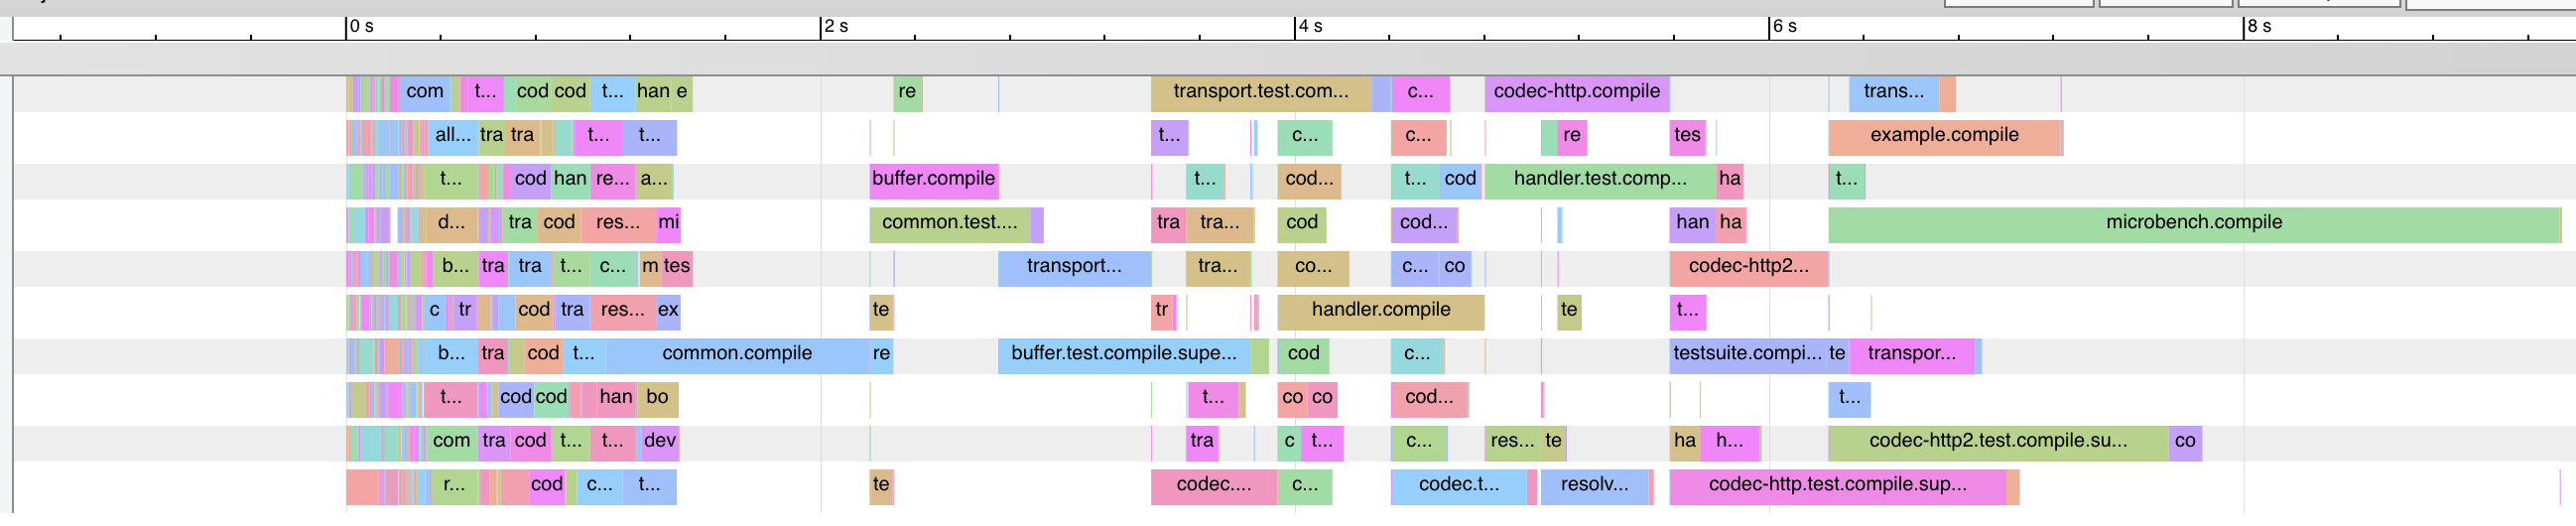 0 s 2 s 4 s 6 s 8 s
com t... cod cod t... han e re transport.test.com... c... codec-http.compile trans...
all... tra tra t... t... t... c... c... re tes example.compile
t... cod han re... a... buffer.compile t... cod... t... cod handler.test.comp... ha t...
d... tra cod res... mi common.test.... tra tra... cod cod... han ha microbench.compile
b... tra tra t... c... m tes transport... tra... co... c... co codec-http2...
c tr cod tra res... ex te tr handler.compile te t...
b... tra cod t... common.compile re buffer.test.compile.supe... cod c... testsuite.compi... te transpor...
t... cod cod han bo t... co co cod... t...
com tra cod t... t... dev tra c t... c... res... te ha h... codec-http2.test.compile.su... co
r... cod c... t... te codec.... c... codec.t... resolv... codec-http.test.compile.sup...